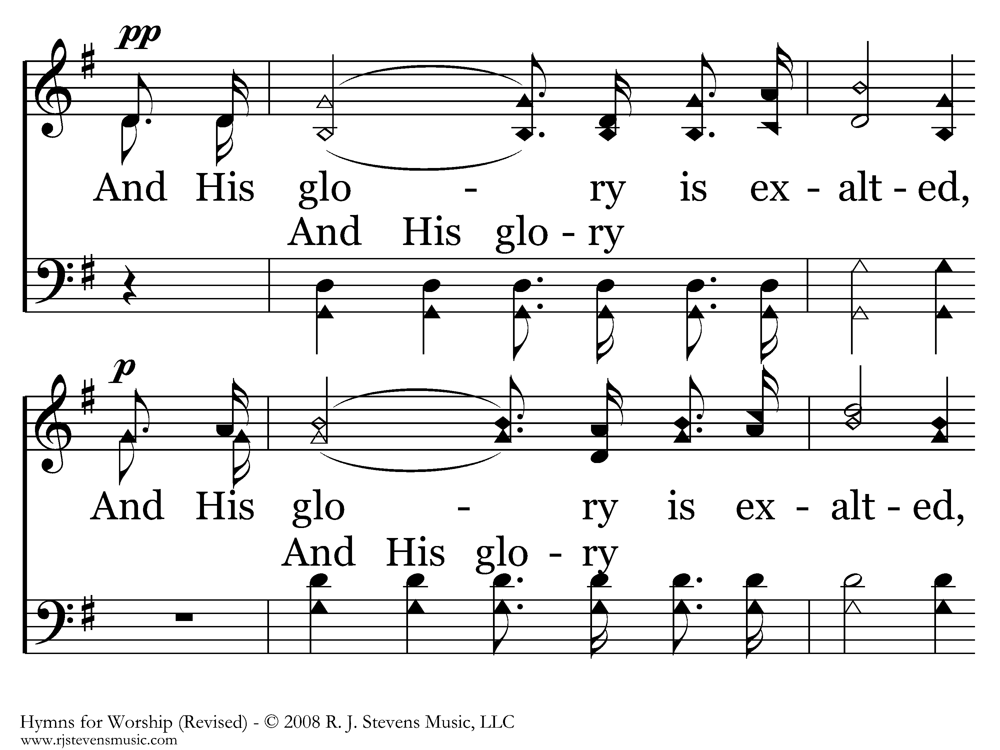 pp
And His glo - ry is ex - alt - ed,
And His glo - ry
p
And His glo - ry is ex - alt - ed,
And His glo - ry
Hymns for Worship (Revised) - © 2008 R. J. Stevens Music, LLC
www.rjstevensmusic.com